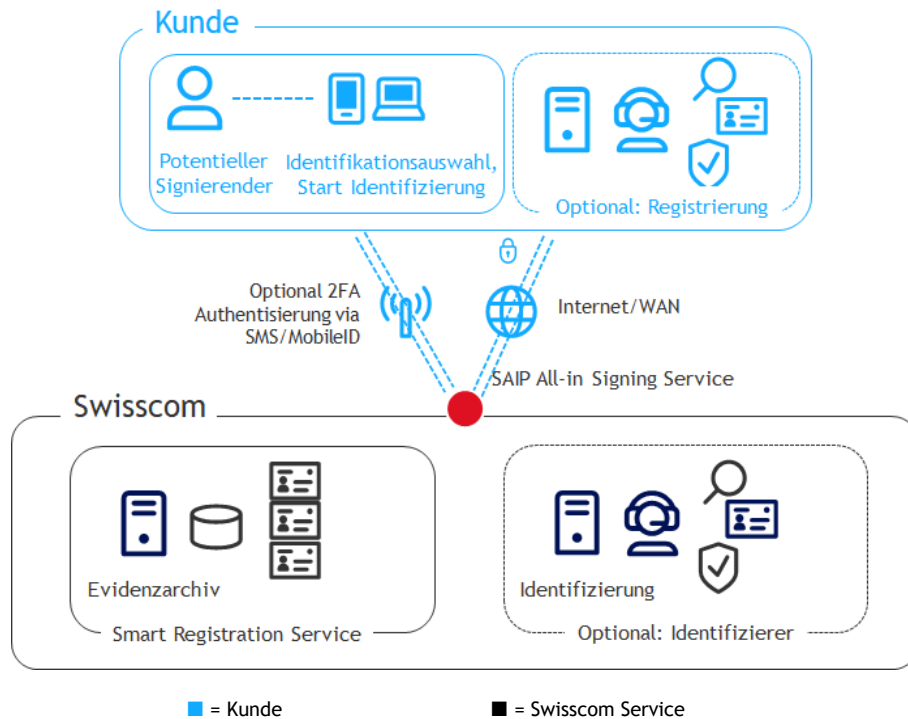 Kunde
Potentieller
Signierender
Identifikationsauswahl,
Start Identifizierung
Optional: Registrierung
Optional 2FA
Authentisierung via
SMS/MobileID
Internet/WAN
SAIP All-in Signing Service
Swisscom
Evidenzarchiv
Identifizierung
Smart Registration Service
Optional: Identifizierer
= Kunde
= Swisscom Service